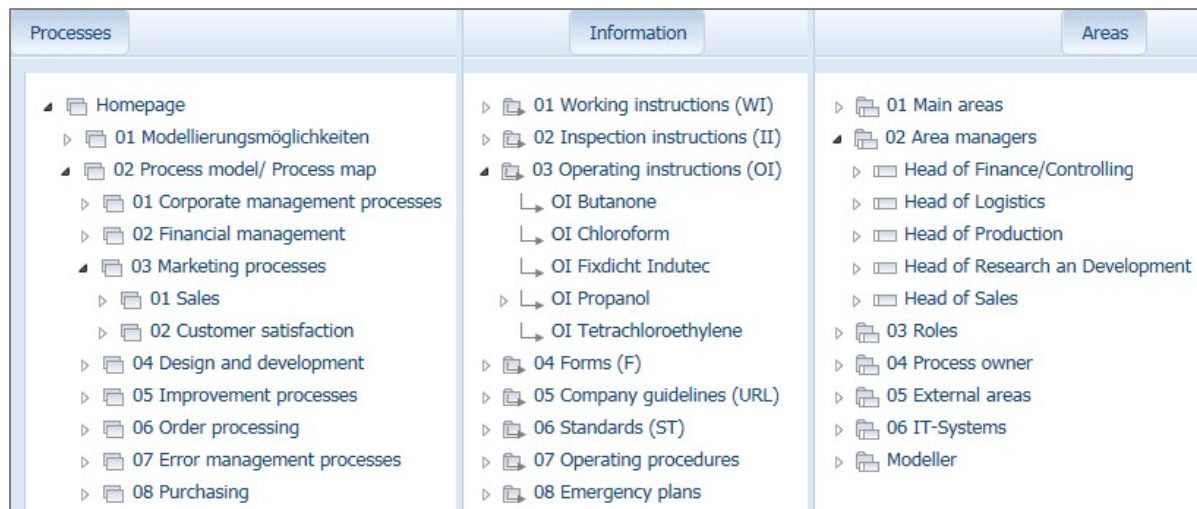 Processes
Homepage
01 Modellierungsmöglichkeiten
02 Process model/ Process map
01 Corporate management processes
02 Financial management
03 Marketing processes
01 Sales
02 Customer satisfaction
04 Design and development
05 Improvement processes
06 Order processing
07 Error management processes
08 Purchasing
Information
01 Working instructions (WI)
02 Inspection instructions (II)
03 Operating instructions (OI)
OI Butanone
OI Chloroform
OI Fixdicht Indutec
OI Propanol
OI Tetrachloroethylene
04 Forms (F)
05 Company guidelines (URL)
06 Standards (ST)
07 Operating procedures
08 Emergency plans
Areas
01 Main areas
02 Area managers
Head of Finance/Controlling
Head of Logistics
Head of Production
Head of Research an Development
Head of Sales
03 Roles
04 Process owner
05 External areas
06 IT-Systems
Modeller